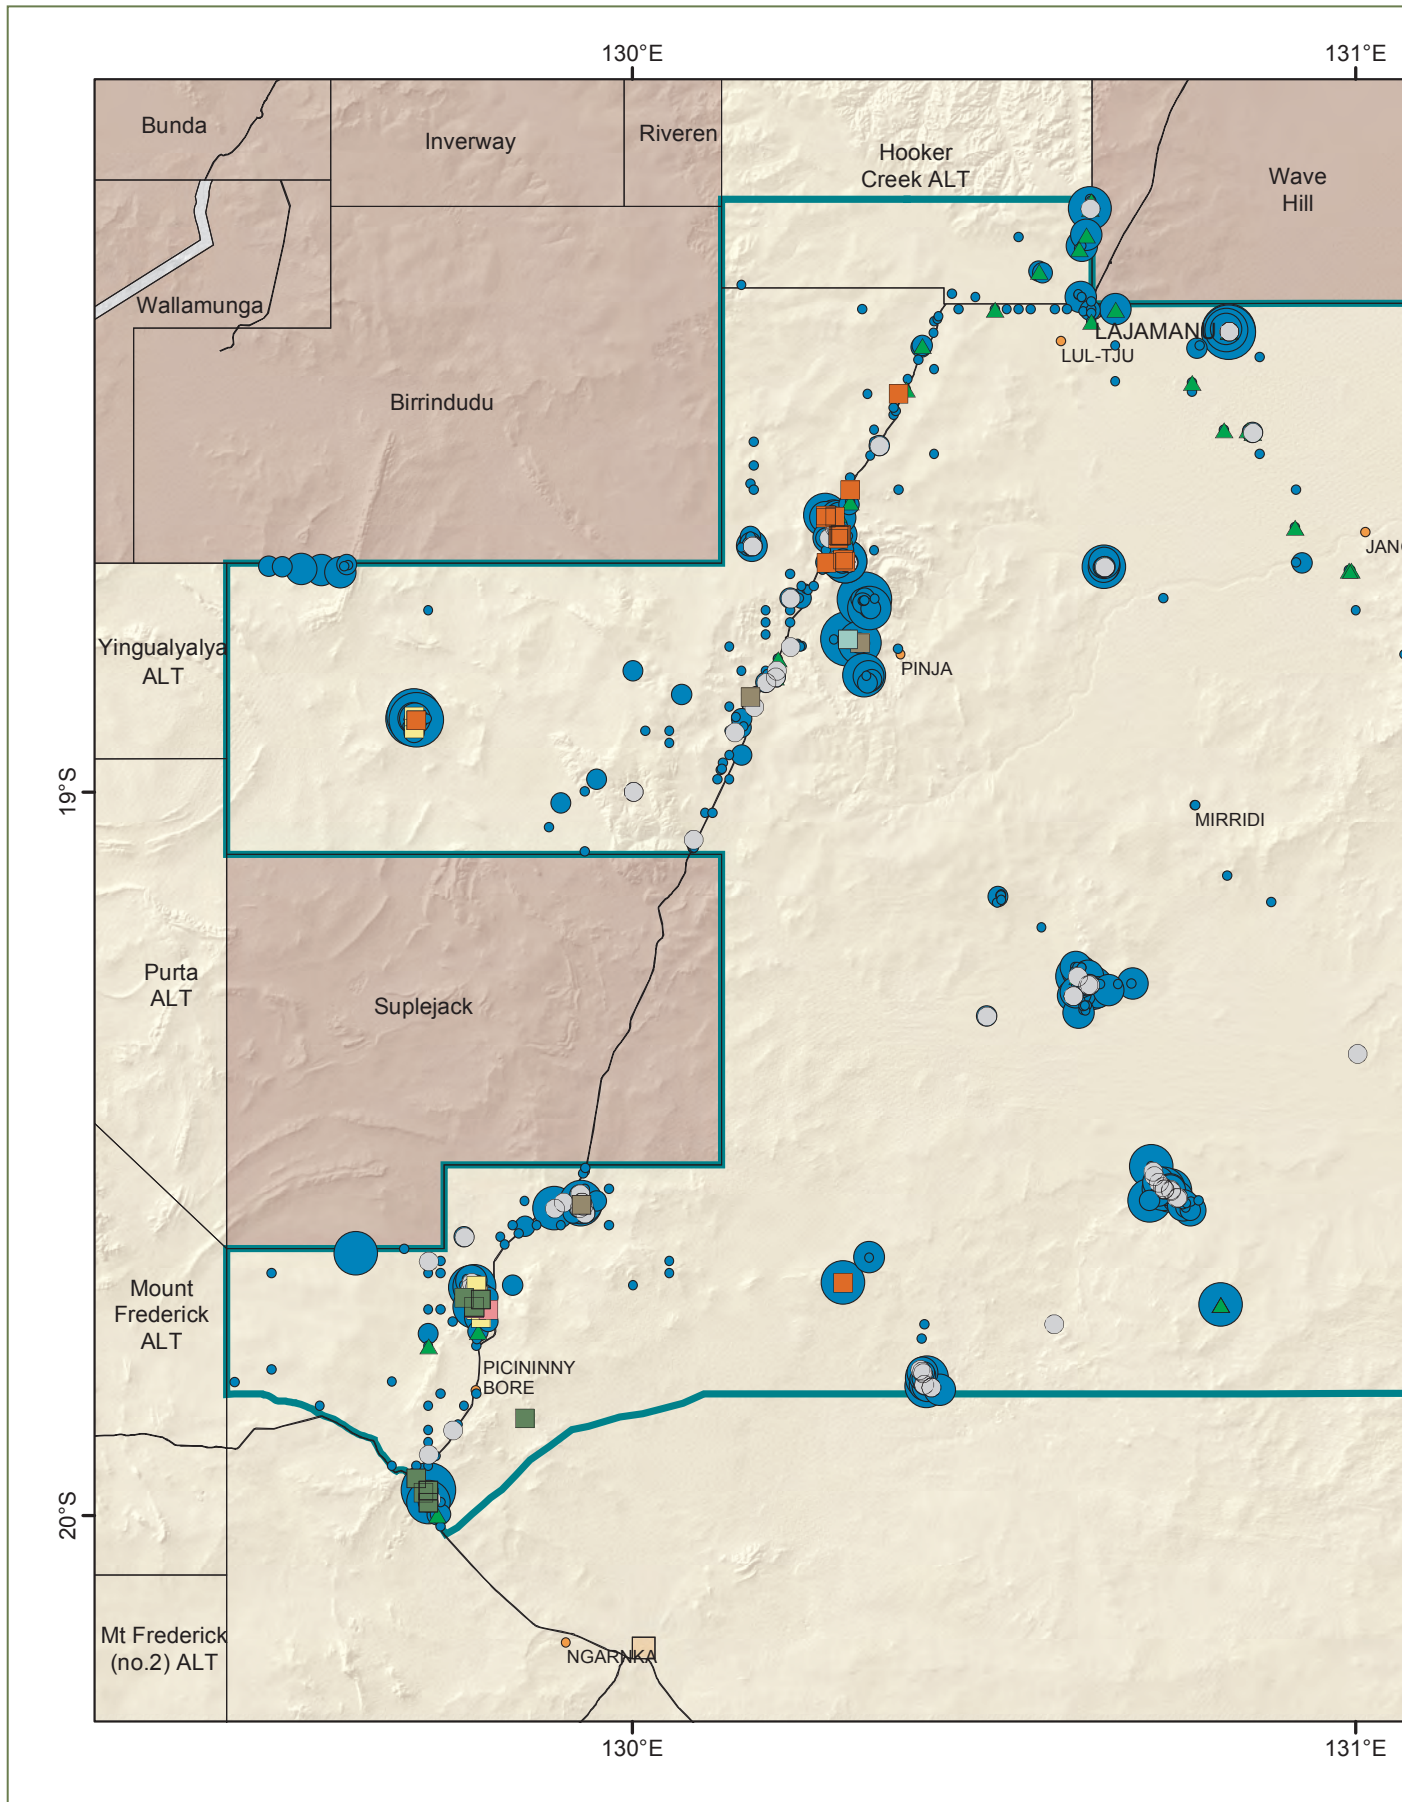 130°E
131°E
Bunda
Inverway
Riveren
Hooker
Creek ALT
Wave
Hill
Wallamunga
LAJAMANU
LUL-TJU
Birrindudu
JANG
Yingualyalya
ALT
PINJA
19°S
MIRRIDI
Purta
ALT
Suplejack
Mount
Frederick
ALT
PICININNY
BORE
20°S
Mt Frederick
(no.2) ALT
NGARNKA
130°E
131°E